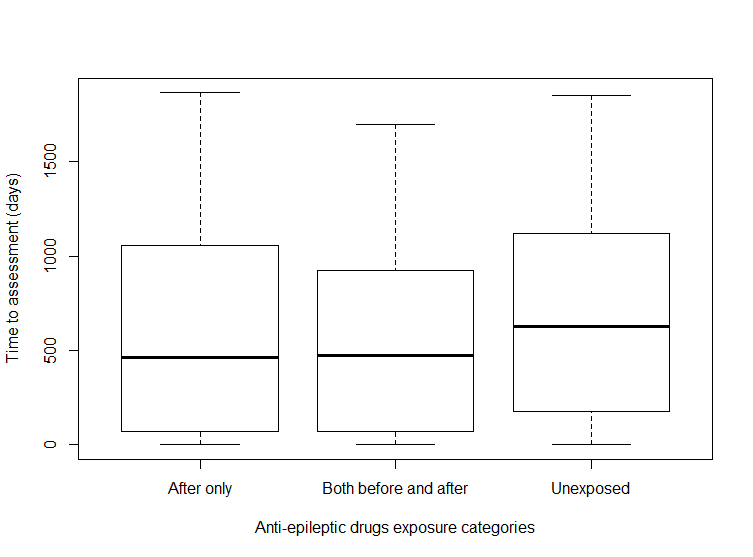 Time to assessment (days)
1500
1000
500
0
After only
Both before and after
Unexposed
Anti-epileptic drugs exposure categories